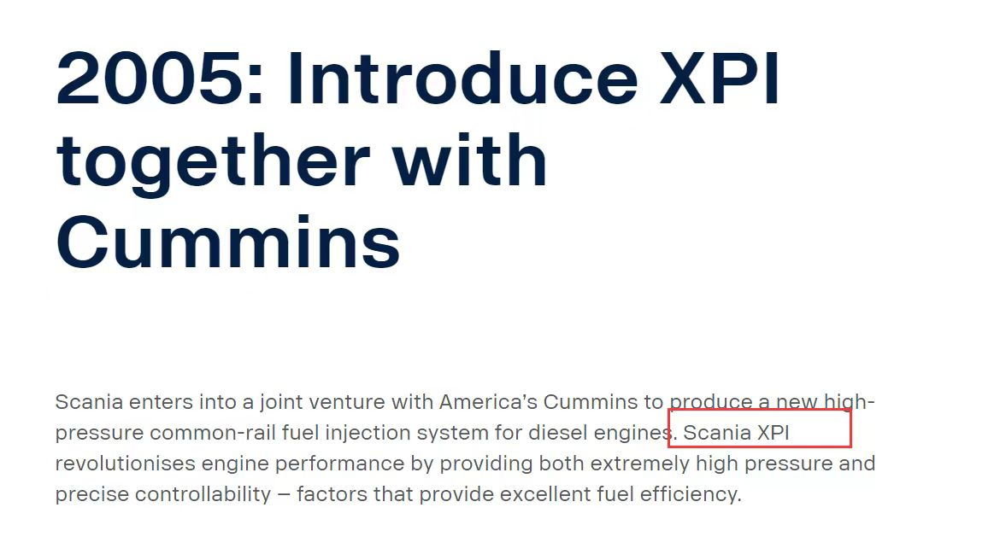 2005: Introduce XPI
together with
Cummins
Scania enters into a joint venture with America’s Cummins to produce a new high-
pressure common-rail fuel injection system for diesel engines. Scania XPI
revolutionises engine performance by providing both extremely high pressure and
precise controllability – factors that provide excellent fuel efficiency.